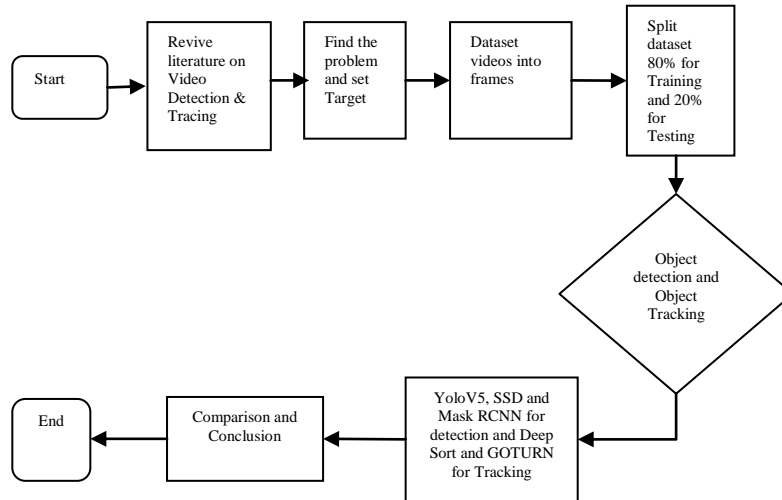 Start
Revive
literature on
Video
Detection &
Tracing
Find the
problem
and set
Target
Dataset
videos into
frames
Split
dataset
80% for
Training
and 20%
for
Testing
Object
detection and
Object
Tracking
YoloV5, SSD and
Mask RCNN for
detection and Deep
Sort and GOTURN
for Tracking
Comparison and
Conclusion
End